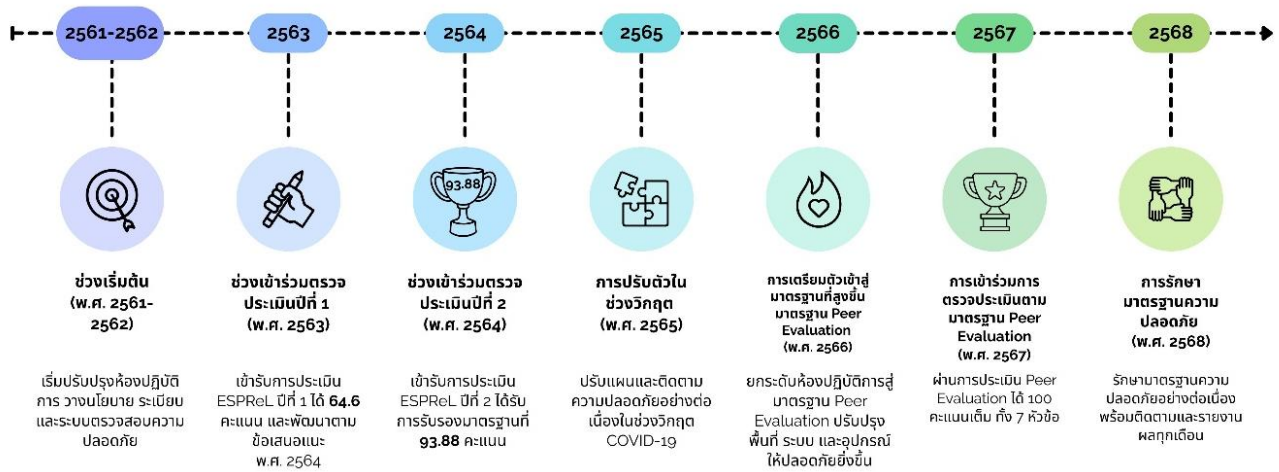 2561-2562
2563
2564
2565
2566
2567
2568
93.88
ช่วงเริ่มต้น
(พ.ศ. 2561-
2562)
เริ่มปรับปรุงห้องปฏิบัติ
การ วางนโยบาย ระเบียบ
และระบบตรวจสอบความ
ปลอดภัย
ช่วงเข้าร่วมตรวจ
ประเมินปีที่ 1
(พ.ศ. 2563)
เข้ารับการประเมิน
ESPReL ปีที่ 1 ได้ 64.6
คะแนน และพัฒนาตาม
ข้อเสนอแนะ
พ.ศ. 2564
ช่วงเข้าร่วมตรวจ
ประเมินปีที่ 2
(พ.ศ. 2564)
เข้ารับการประเมิน
ESPReL ปีที่ 2 ได้รับ
การรับรองมาตรฐานที่
93.88 คะแนน
การปรับตัวใน
ช่วงวิกฤต
(พ.ศ. 2565)
ปรับแผนและติดตาม
ความปลอดภัยอย่างต่อ
เนื่องในช่วงวิกฤต
COVID-19
การเตรียมตัวเข้าสู่
มาตรฐานที่สูงขึ้น
มาตรฐาน Peer
Evaluation
(พ.ศ. 2566)
ยกระดับห้องปฏิบัติการสู่
มาตรฐาน Peer
Evaluation ปรับปรุง
พื้นที่ ระบบ และอุปกรณ์
ให้ปลอดภัยยิ่งขึ้น
การเข้าร่วมการ
ตรวจประเมินตาม
มาตรฐาน Peer
Evaluation
(พ.ศ. 2567)
ผ่านการประเมิน Peer
Evaluation ได้ 100
คะแนนเต็ม ทั้ง 7 หัวข้อ
การรักษา
มาตรฐานความ
ปลอดภัย
(พ.ศ. 2568)
รักษามาตรฐานความ
ปลอดภัยอย่างต่อเนื่อง
พร้อมติดตามและรายงาน
ผลทุกเดือน